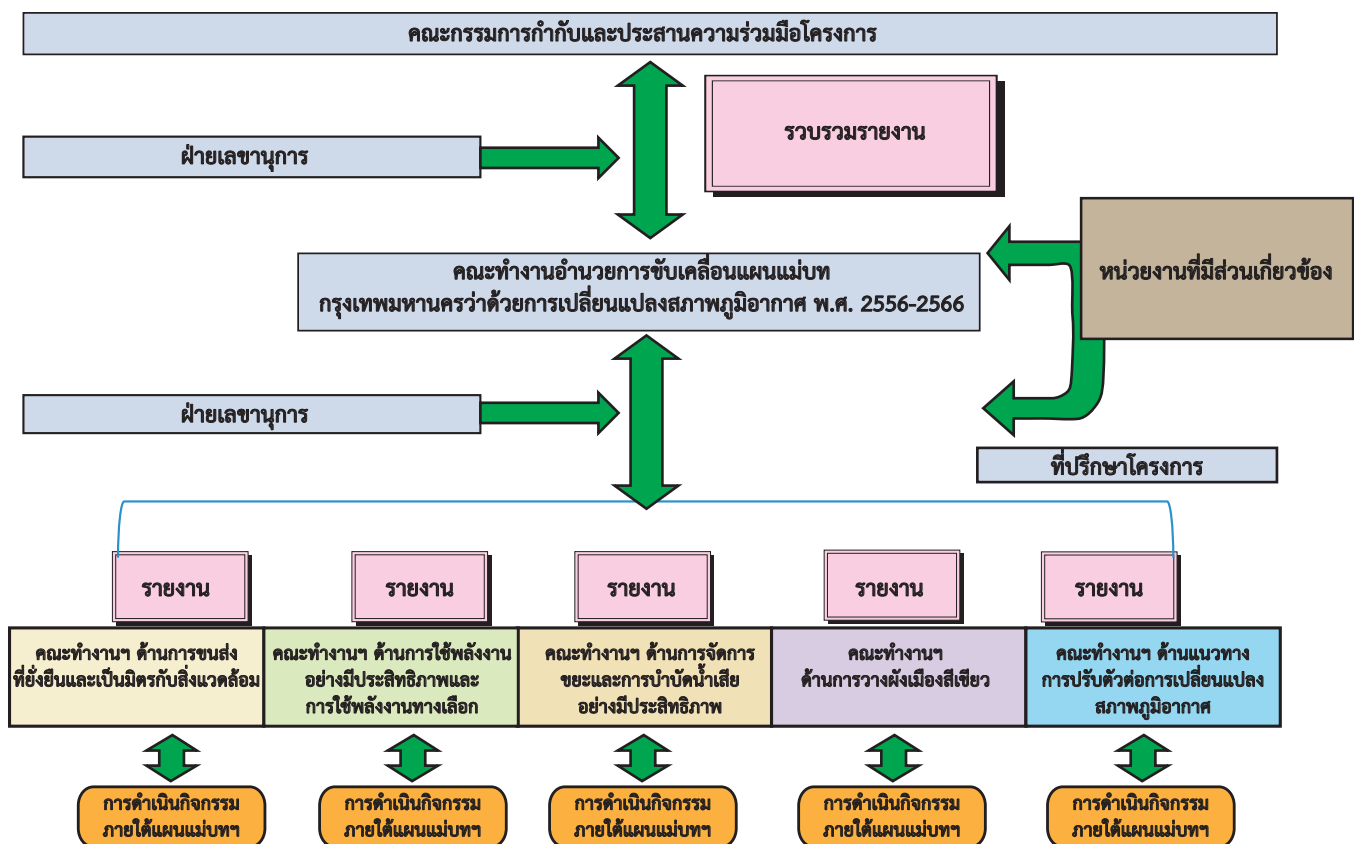 คณะกรรมการกำกับและประสานความร่วมมือโครงการ
รวบรวมรายงาน
ฝ่ายเลขานุการ
หน่วยงานที่มีส่วนเกี่ยวข้อง
คณะทำงานอำนวยการขับเคลื่อนแผนแม่บท
กรุงเทพมหานครว่าด้วยการเปลี่ยนแปลงสภาพภูมิอากาศ พ.ศ. 2556-2566
ฝ่ายเลขานุการ
ที่ปรึกษาโครงการ
รายงาน
รายงาน
รายงาน
รายงาน
รายงาน
คณะทำงานฯ ด้านการขนส่ง
ที่ยั่งยืนและเป็นมิตรกับสิ่งแวดล้อม
คณะทำงานฯ ด้านการใช้พลังงาน
อย่างมีประสิทธิภาพและ
การใช้พลังงานทางเลือก
คณะทำงานฯ ด้านการจัดการ
ขยะและการบำบัดน้ำเสีย
อย่างมีประสิทธิภาพ
คณะทำงานฯ
ด้านการวางผังเมืองสีเขียว
คณะทำงานฯ ด้านแนวทาง
การปรับตัวต่อการเปลี่ยนแปลง
สภาพภูมิอากาศ
การดำเนินกิจกรรม
ภายใต้แผนแม่บทฯ
การดำเนินกิจกรรม
ภายใต้แผนแม่บทฯ
การดำเนินกิจกรรม
ภายใต้แผนแม่บทฯ
การดำเนินกิจกรรม
ภายใต้แผนแม่บทฯ
การดำเนินกิจกรรม
ภายใต้แผนแม่บทฯ